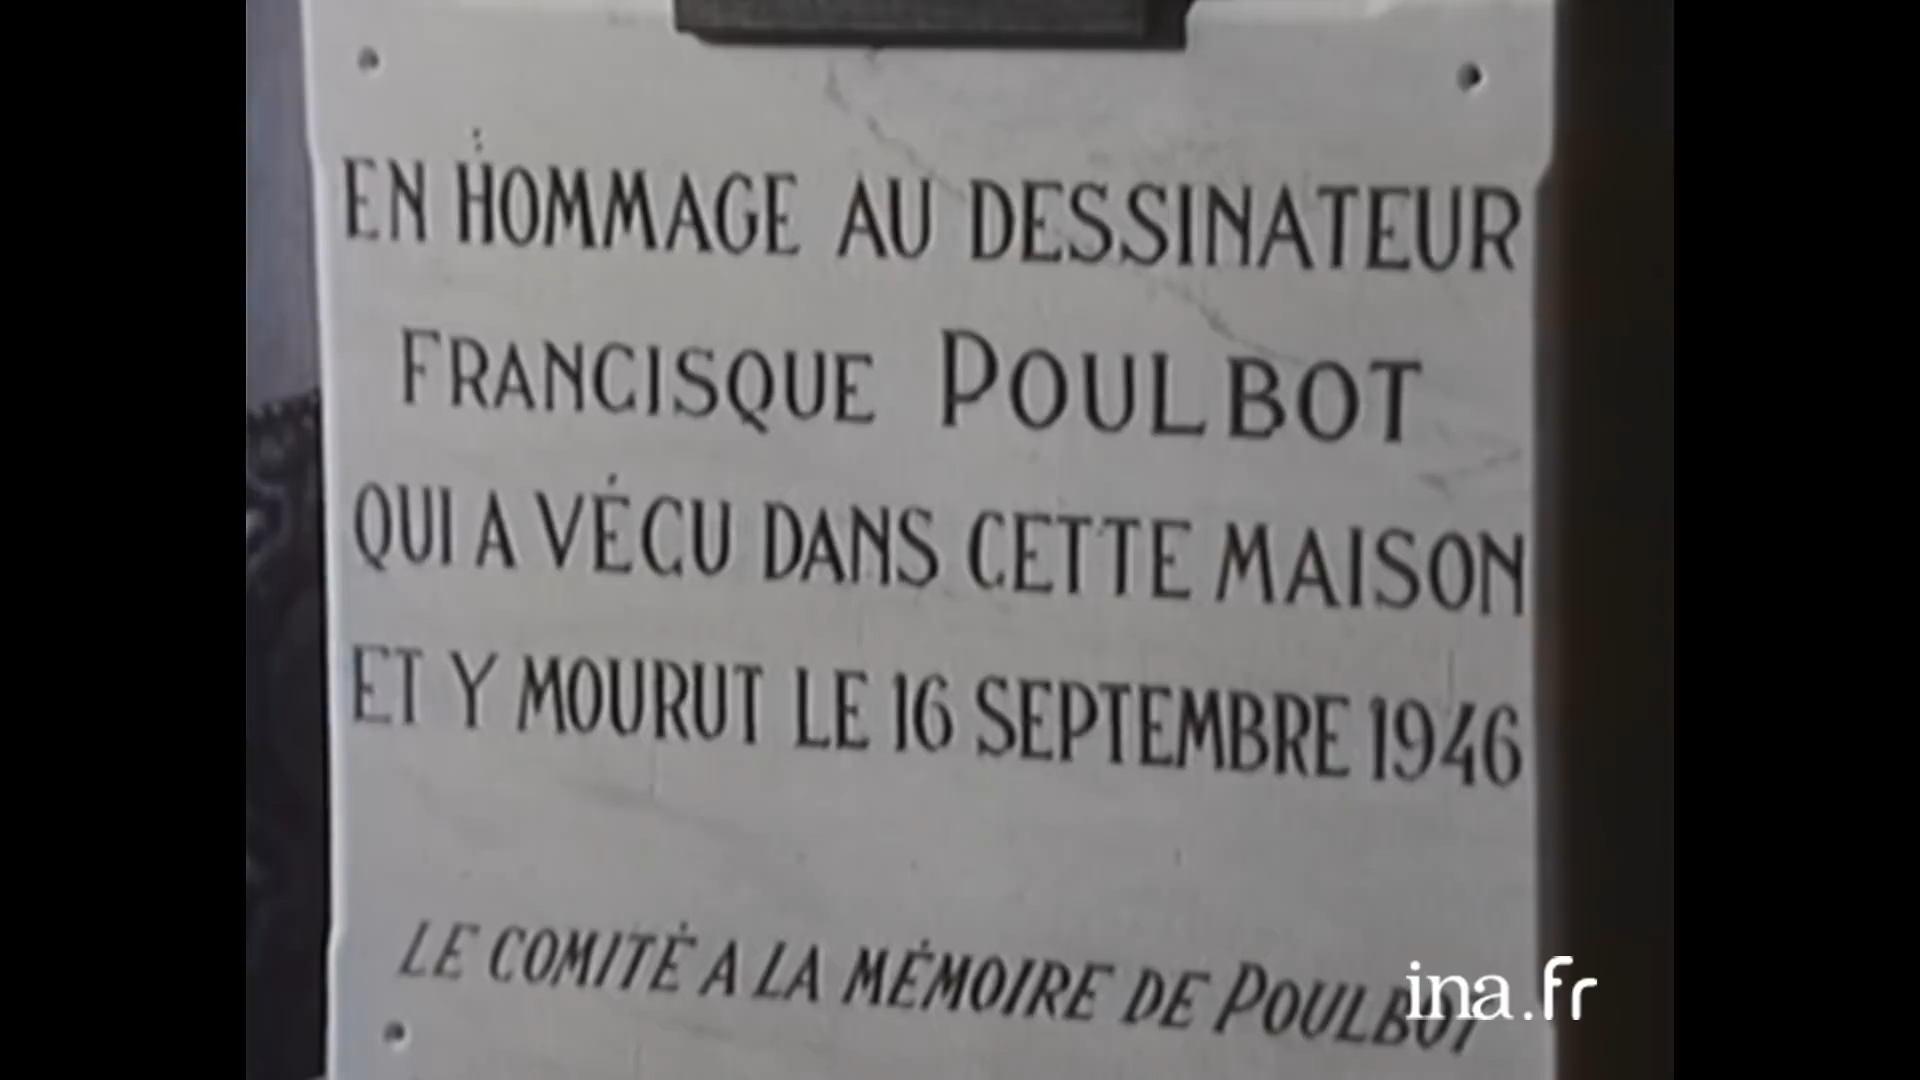 EN HOMMAGE AU DESSINATEUR
FRANCISQUE POULBOT
QUI A VÉCU DANS CETTE MAISON
ET Y MOURUT LE 16 SEPTEMBRE 1946
LE COMITÉ A LA MÉMOIRE DE POULBOT
ina.fr